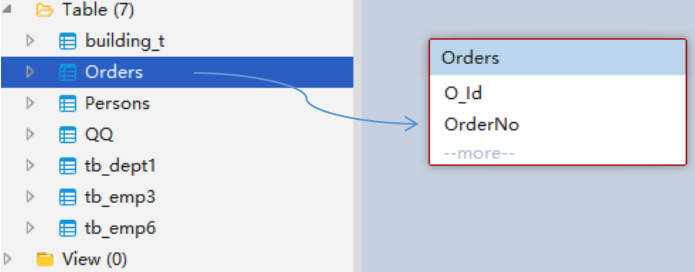 Table (7)
building_t
Orders
Persons
QQ
tb_dept1
tb_emp3
tb_emp6
View (0)
Orders
O_Id
OrderNo
--more--